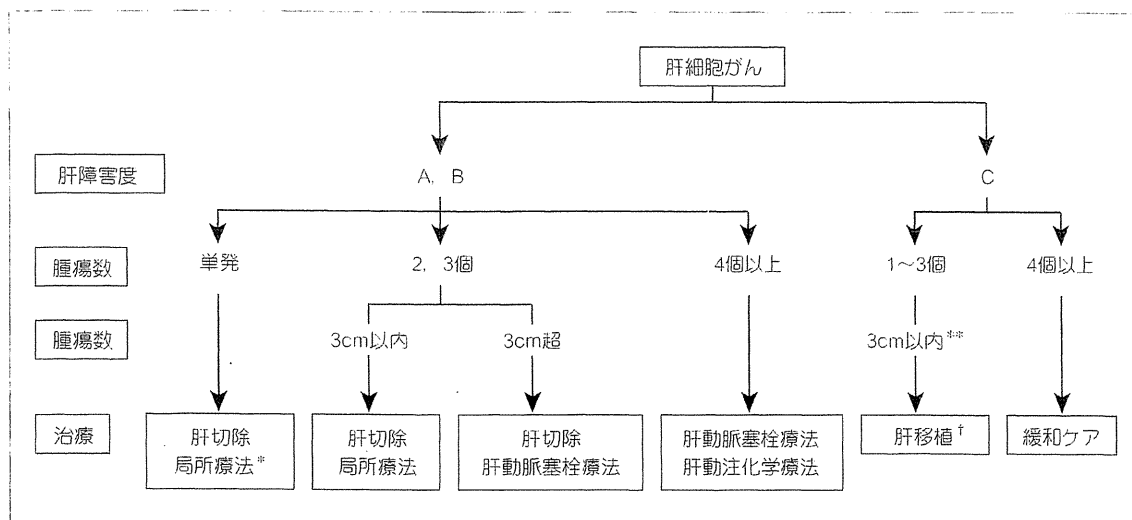 肝細胞がん
肝障害度
A, B
C
腫瘍数
単発
2, 3個
4個以上
1～3個
4個以上
腫瘍数
3cm以内
3cm超
3cm以内**
治療
肝切除
局所療法*
肝切除
局所療法
肝切除
肝動脈塞栓療法
肝動脈塞栓療法
肝動注化学療法
肝移植†
緩和ケア